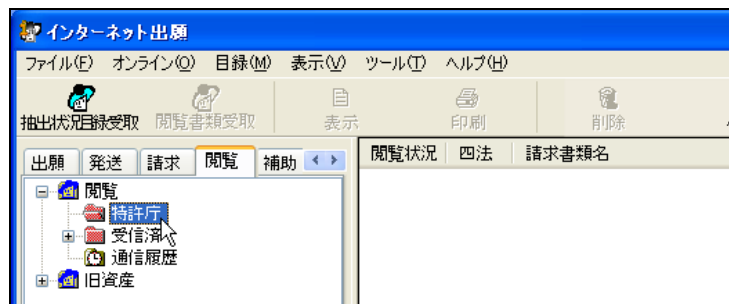 インターネット出願
ファイル(F) オンライン(O) 目録(M) 表示(V) ツール(T) ヘルプ(H)
抽出状況目録受取 閲覧書類受取 表示 印刷 削除
出願 発送 請求 閲覧 補助
閲覧状況 四法 請求書類名
閲覧
特許庁
受信済
通信履歴
旧資産